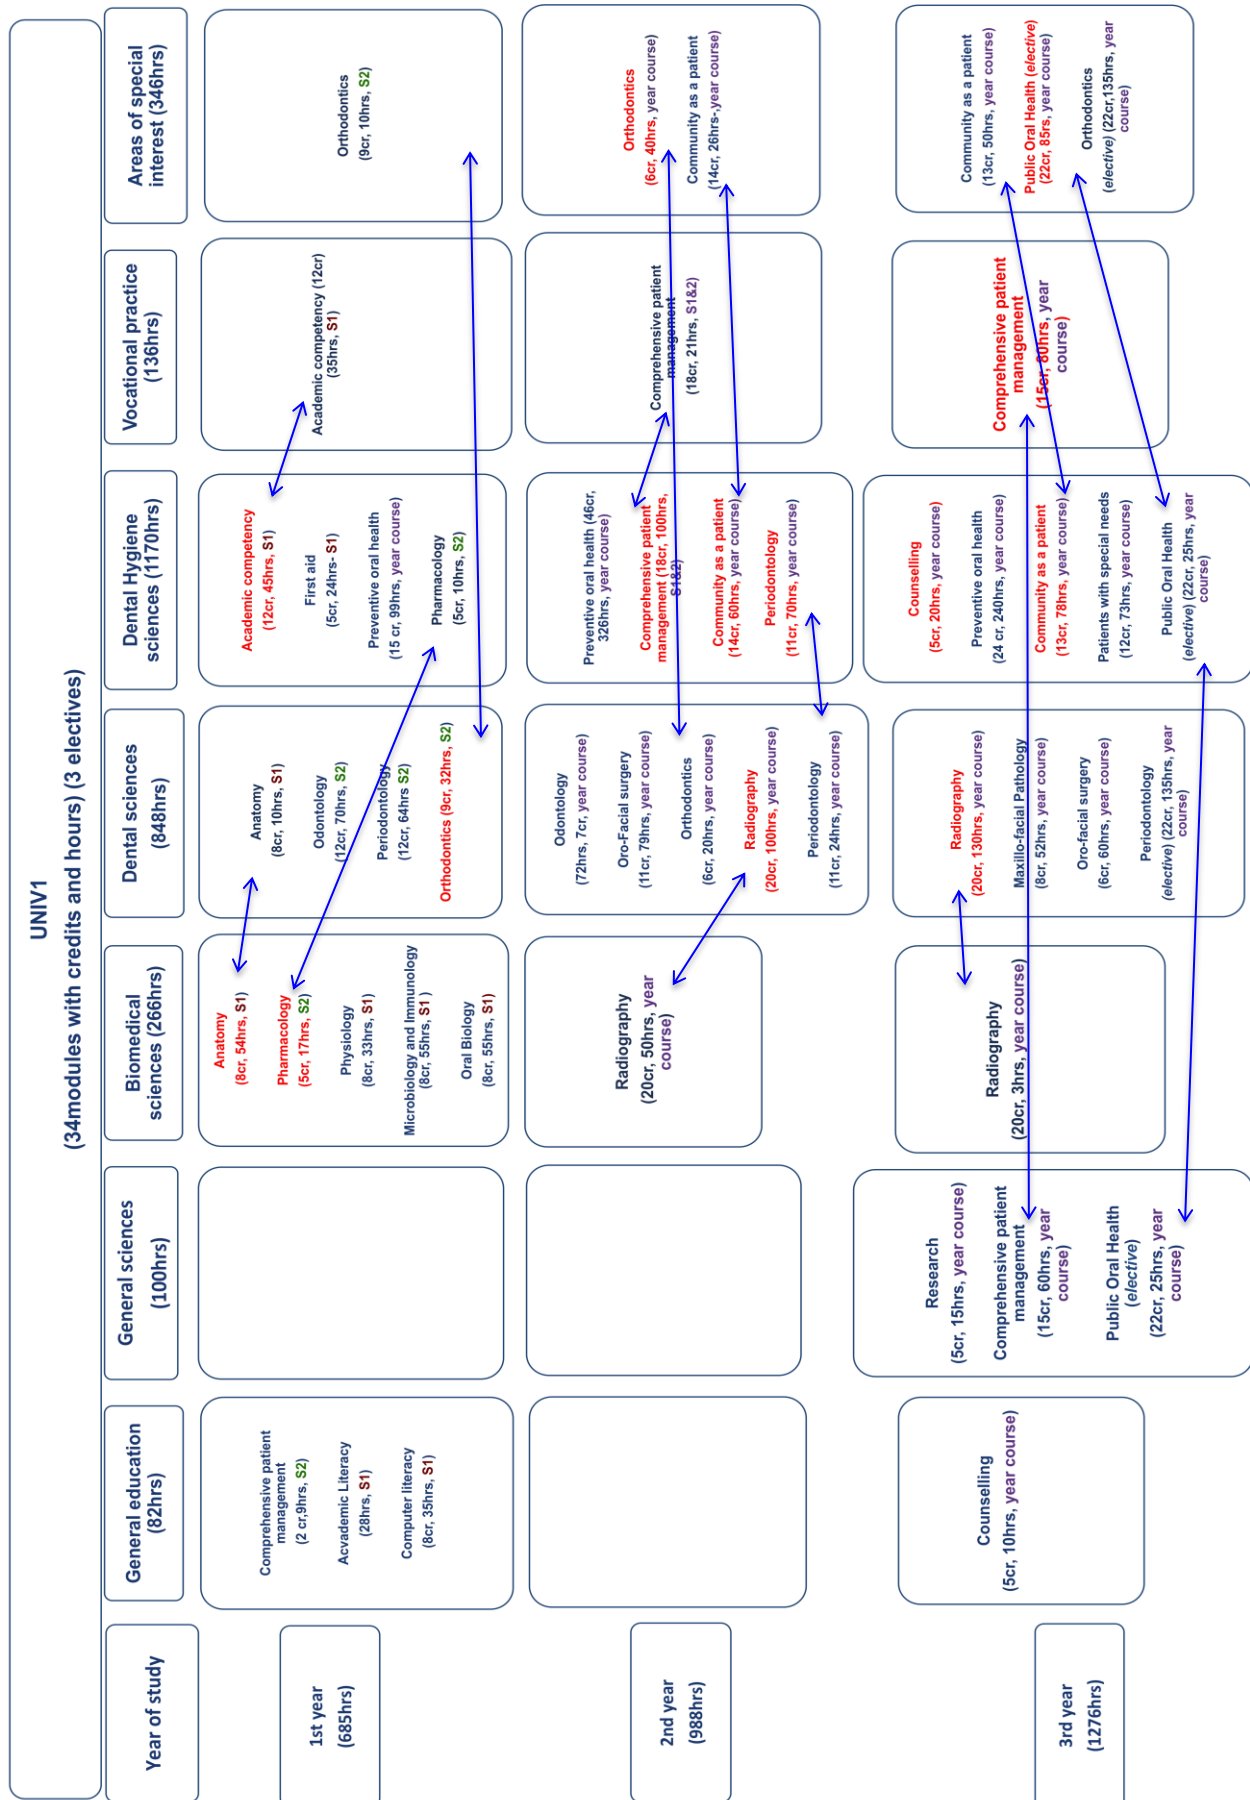 UNIV1
(34modules with credits and hours) (3 electives)
Year of study
General education
(82hrs)
General sciences
(100hrs)
Biomedical
sciences (266hrs)
Dental sciences
(848hrs)
Dental Hygiene
sciences (1170hrs)
Vocational practice
(136hrs)
Areas of special
interest (346hrs)
1st year
(685hrs)
Comprehensive patient
management
(2 cr,9hrs, S2)
Acvademic Literacy
(28hrs, S1)
Computer literacy
(8cr, 35hrs, S1)
Anatomy
(8cr, 54hrs, S1)
Pharmacology
(5cr, 17hrs, S2)
Physiology
(8cr, 33hrs, S1)
Microbiology and Immunology
(8cr, 55hrs, S1 )
Oral Biology
(8cr, 55hrs, S1)
Anatomy
(8cr, 10hrs, S1)
Odontology
(12cr, 70hrs, S2)
Periodontology
(12cr, 64hrs S2)
Orthodontics (9cr, 32hrs, S2)
Academic competency
(12cr, 45hrs, S1)
First aid
(5cr, 24hrs- S1)
Preventive oral health
(15 cr, 99hrs, year course)
Pharmacology
(5cr, 10hrs, S2)
Academic competency (12cr)
(35hrs, S1)
Orthodontics
(9cr, 10hrs, S2)
2nd year
(988hrs)
Radiography
(20cr, 50hrs, year
course)
Odontology
(72hrs, 7cr, year course)
Oro-Facial surgery
(11cr, 79hrs, year course)
Orthodontics
(6cr, 20hrs, year course)
Radiography
(20cr, 100hrs, year course)
Periodontology
(11cr, 24hrs, year course)
Preventive oral health (46cr,
326hrs, year course)
Comprehensive patient
management (18cr, 100hrs,
S1&2)
Community as a patient
(14cr, 60hrs, year course)
Periodontology
(11cr, 70hrs, year course)
Comprehensive patient
management
(18cr, 21hrs, S1&2)
Orthodontics
(6cr, 40hrs, year course)
Community as a patient
(14cr, 26hrs-,year course)
3rd year
(1276hrs)
Counselling
(5cr, 10hrs, year course)
Research
(5cr, 15hrs, year course)
Comprehensive patient
management
(15cr, 60hrs, year
course)
Public Oral Health
(elective)
(22cr, 25hrs, year
course)
Radiography
(20cr, 3hrs, year course)
Radiography
(20cr, 130hrs, year course)
Maxillo-facial Pathology
(8cr, 52hrs, year course)
Oro-facial surgery
(6cr, 60hrs, year course)
Periodontology
(elective) (22cr, 135hrs, year
course)
Counselling
(5cr, 20hrs, year course)
Preventive oral health
(24 cr, 240hrs, year course)
Community as a patient
(13cr, 78hrs, year course)
Patients with special needs
(12cr, 73hrs, year course)
Public Oral Health
(elective) (22cr, 25hrs, year
course)
Comprehensive patient
management
(15cr, 80hrs, year
course)
Community as a patient
(13cr, 50hrs, year course)
Public Oral Health (elective)
(22cr, 85rs, year course)
Orthodontics
(elective) (22cr,135hrs, year
course)